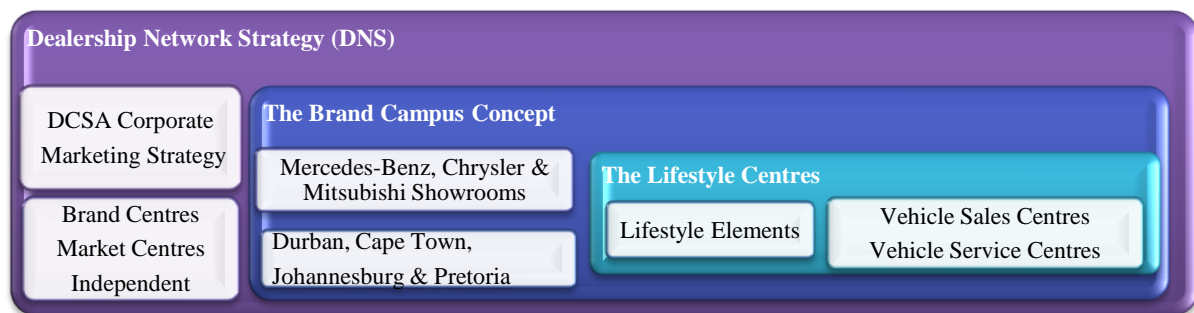 Dealership Network Strategy (DNS)
DCSA Corporate
Marketing Strategy
Brand Centres
Market Centres
Independent
The Brand Campus Concept
Mercedes-Benz, Chrysler &
Mitsubishi Showrooms
Durban, Cape Town,
Johannesburg & Pretoria
The Lifestyle Centres
Lifestyle Elements
Vehicle Sales Centres
Vehicle Service Centres